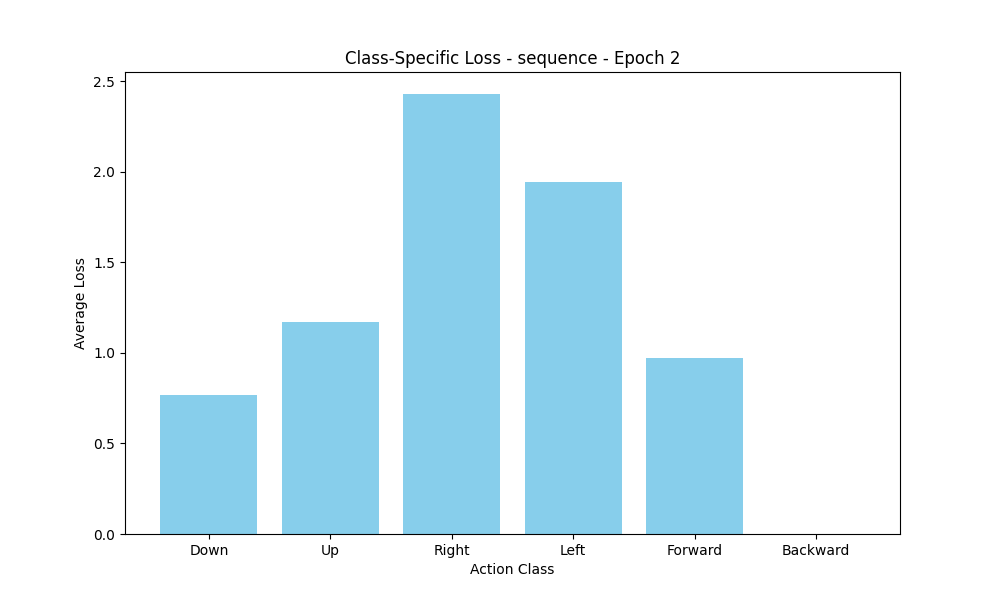 Class-Specific Loss - sequence - Epoch 2
2.5
2.0
1.5
1.0
0.5
0.0
Average Loss
Down Up Right Left Forward Backward
Action Class